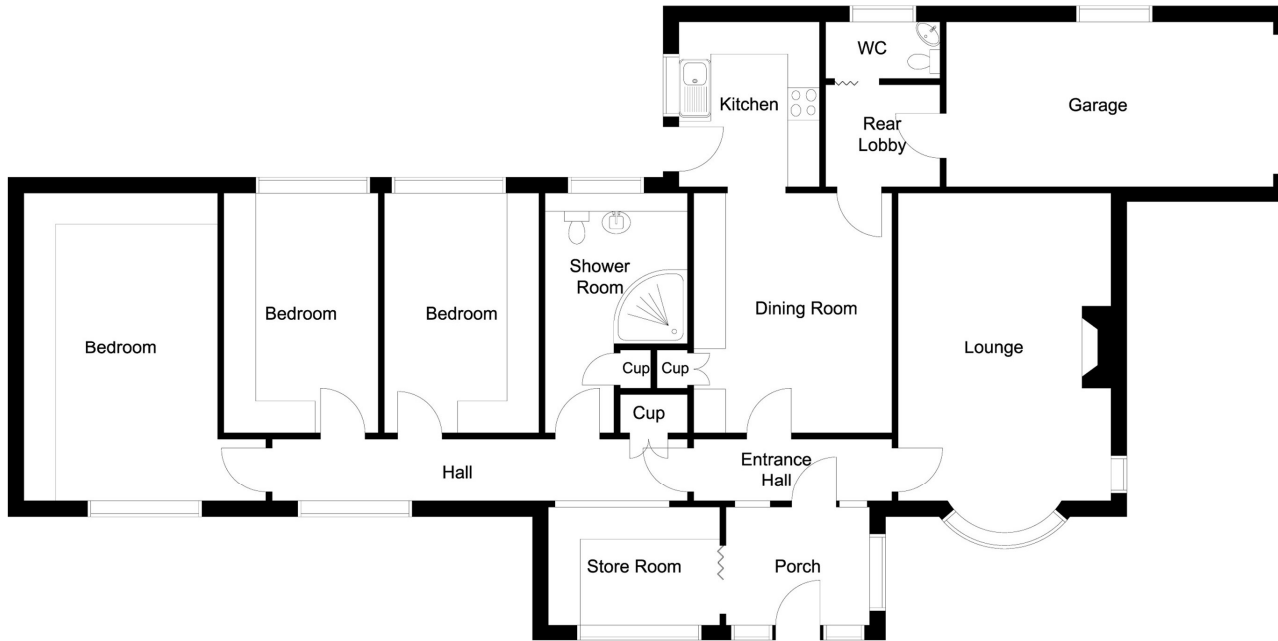 WC
Kitchen
Garage
Rear
Lobby
Shower
Room
Bedroom
Bedroom
Dining Room
Bedroom
Lounge
Cup
Cup
Cup
Hall
Entrance
Hall
Store Room
Porch